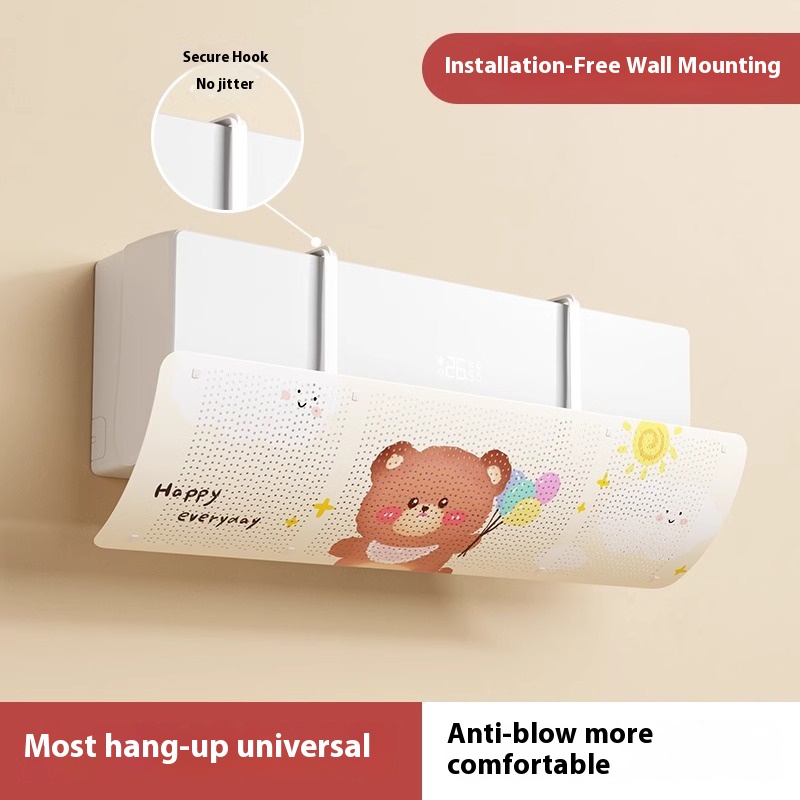 Secure Hook
No jitter
Installation-Free Wall Mounting
Happy
everyday
Most hang-up universal
Anti-blow more
comfortable